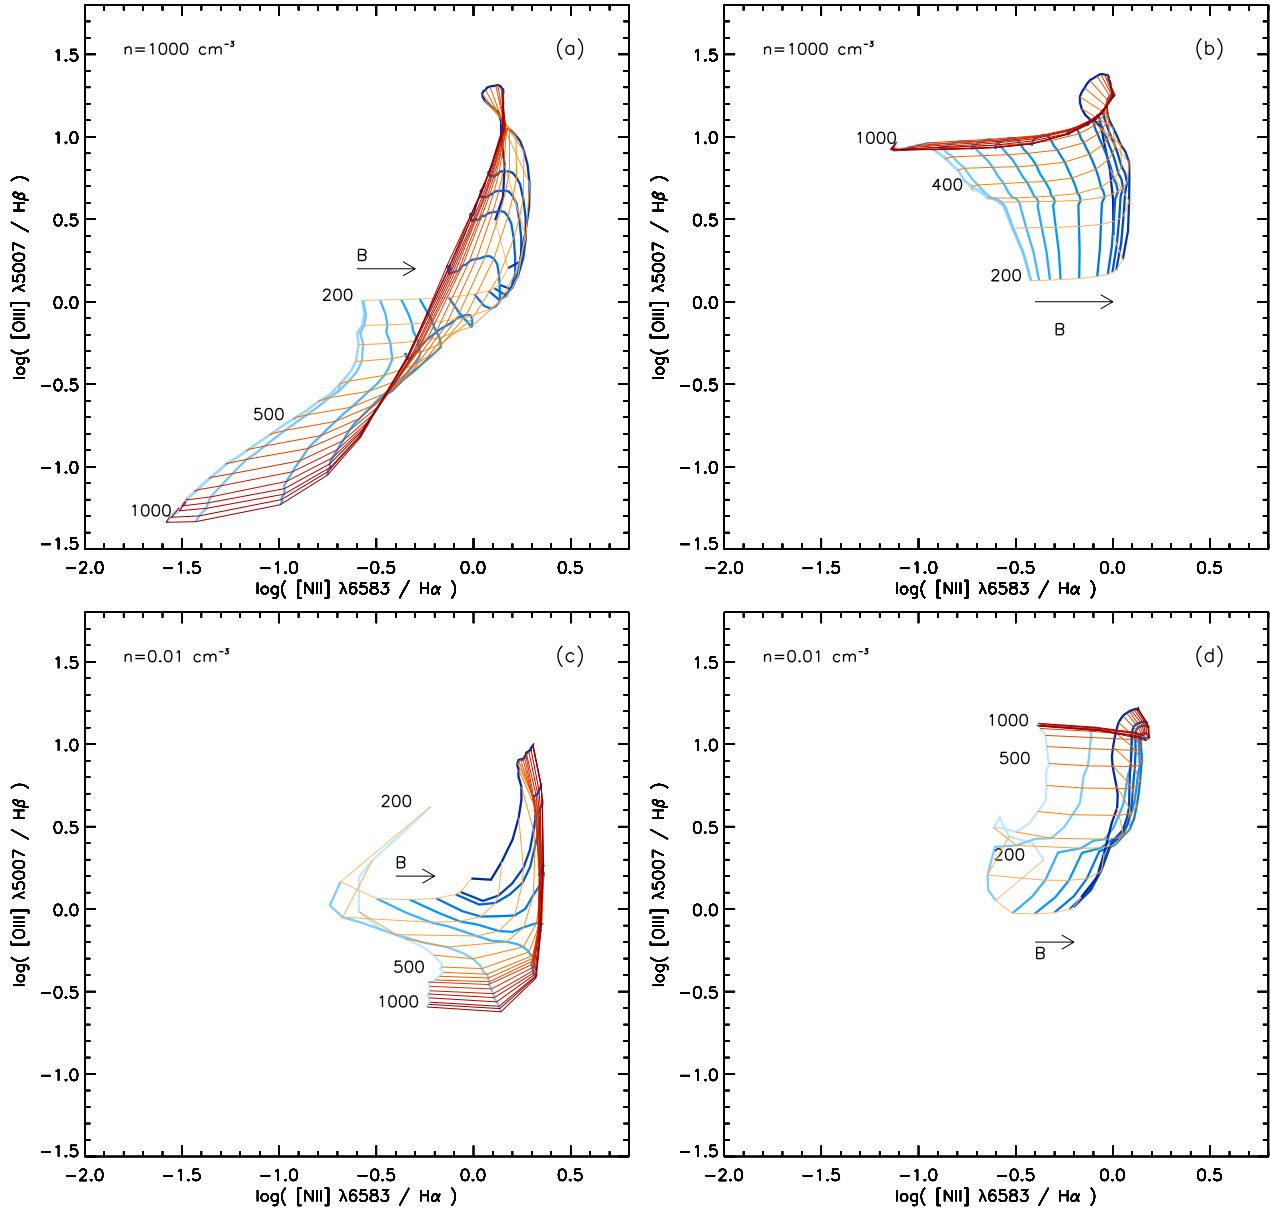 n=1000 cm⁻³
(a)
1.5
1.0
0.5
0.0
−0.5
−1.0
−1.5
log( [OIII] λ5007 / Hβ )
B
200
500
1000
−2.0 −1.5 −1.0 −0.5 0.0 0.5
log( [NII] λ6583 / Hα )
n=1000 cm⁻³
(b)
1.5
1.0
0.5
0.0
−0.5
−1.0
−1.5
log( [OIII] λ5007 / Hβ )
1000
400
200
B
−2.0 −1.5 −1.0 −0.5 0.0 0.5
log( [NII] λ6583 / Hα )
n=0.01 cm⁻³
(c)
1.5
1.0
0.5
0.0
−0.5
−1.0
−1.5
log( [OIII] λ5007 / Hβ )
200
B
500
1000
−2.0 −1.5 −1.0 −0.5 0.0 0.5
log( [NII] λ6583 / Hα )
n=0.01 cm⁻³
(d)
1.5
1.0
0.5
0.0
−0.5
−1.0
−1.5
log( [OIII] λ5007 / Hβ )
1000
500
200
B
−2.0 −1.5 −1.0 −0.5 0.0 0.5
log( [NII] λ6583 / Hα )